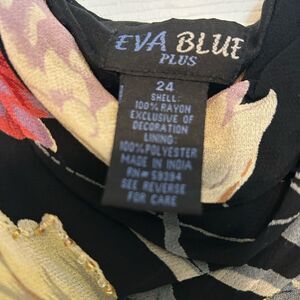 EVA BLUE
PLUS
24
SHELL:
100% RAYON
EXCLUSIVE OF
DECORATION
LINING:
100% POLYESTER
MADE IN INDIA
RN# 59394
SEE REVERSE
FOR CARE